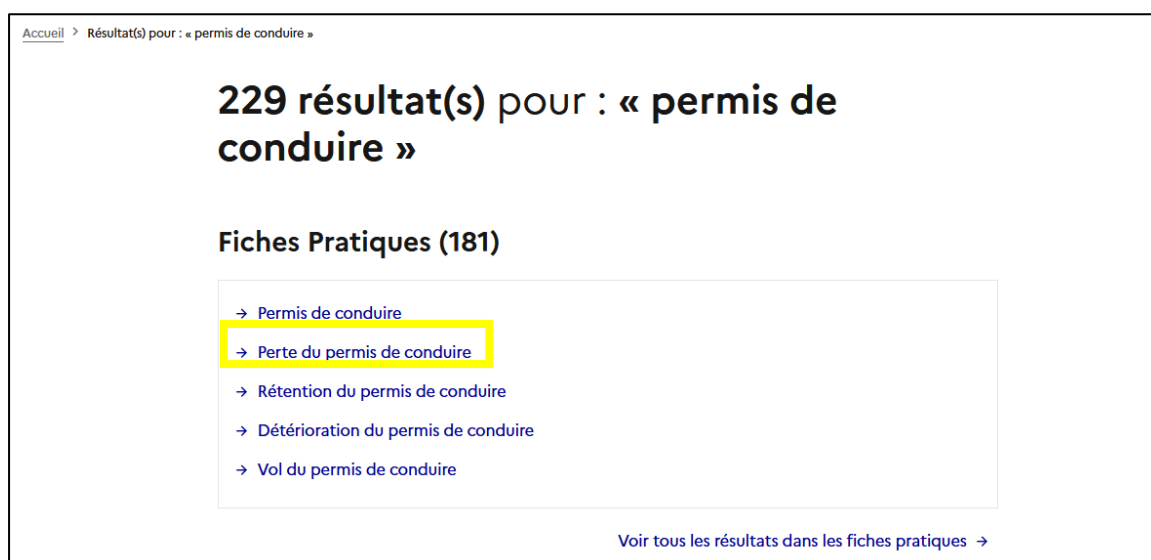 Accueil > Résultat(s) pour : « permis de conduire »
229 résultat(s) pour : « permis de
conduire »
Fiches Pratiques (181)
→ Permis de conduire
→ Perte du permis de conduire
→ Rétention du permis de conduire
→ Détérioration du permis de conduire
→ Vol du permis de conduire
Voir tous les résultats dans les fiches pratiques →